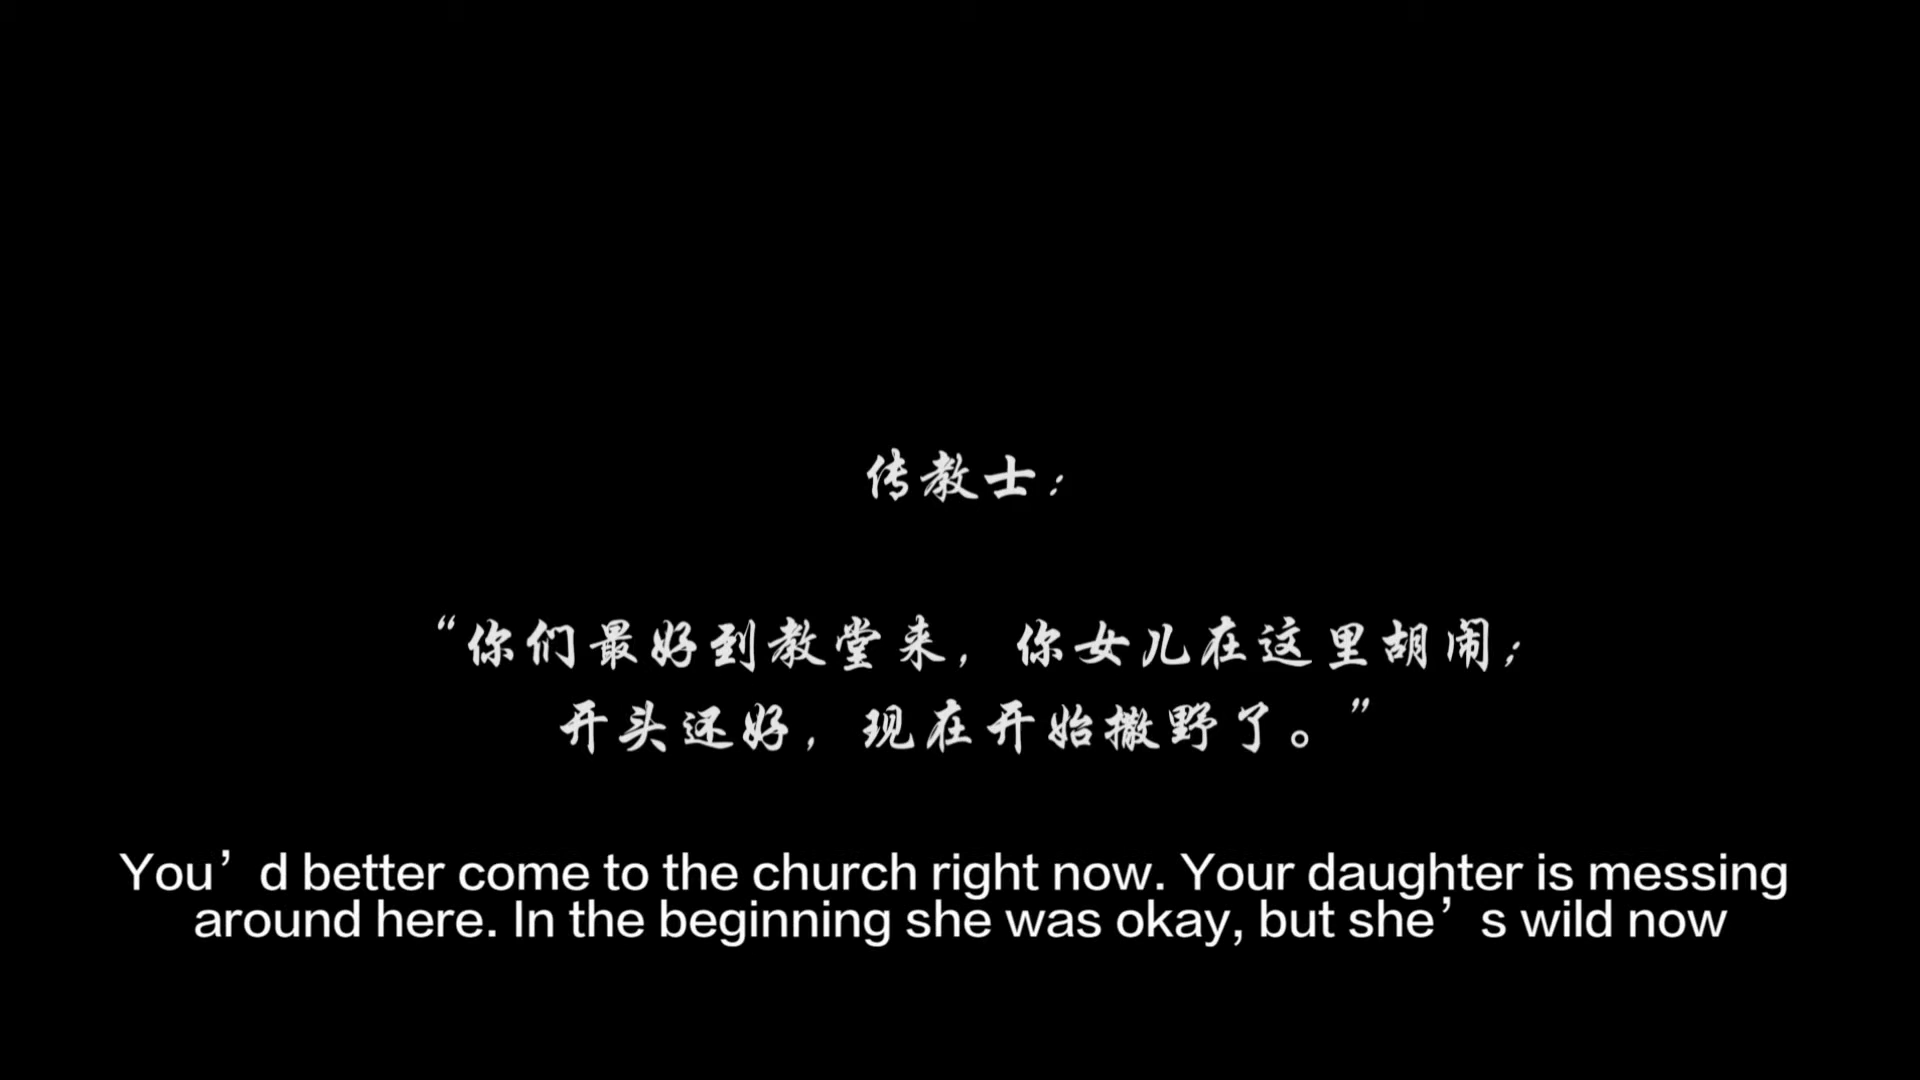 传教士：
“你们最好到教堂来，你女儿在这里胡闹；
开头还好，现在开始撒野了。”
You’d better come to the church right now. Your daughter is messing
around here. In the beginning she was okay, but she’s wild now